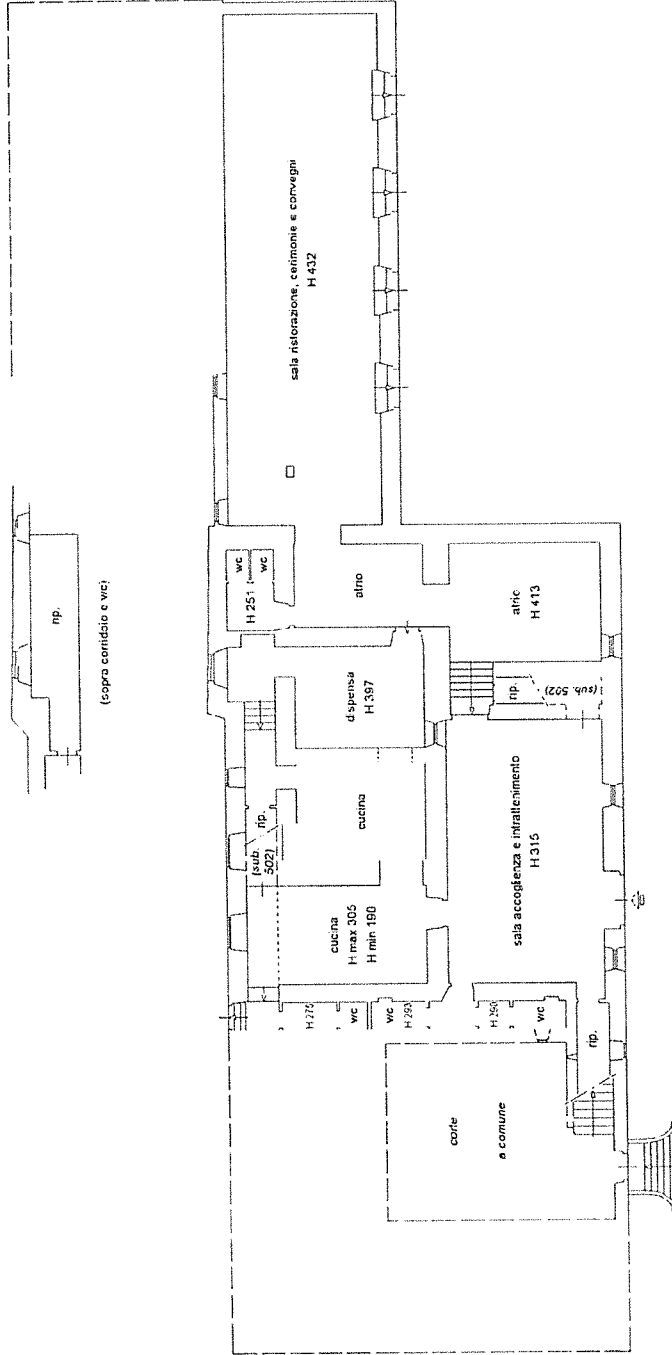 rip.
(sopra corridoio e wc)
sala ristorazione, cerimonie e convegni
H 432
wc
wc
H 251
atrio
atrio
H 413
dispensa
H 397
rip.
(sub. 502)
cucina
rip.
(sub.
502)
cucina
H max 305
H min 190
sala accoglienza e intrattenimento
H 315
H 275
wc
wc
H 293
H 290
wc
rip.
corte
a comune